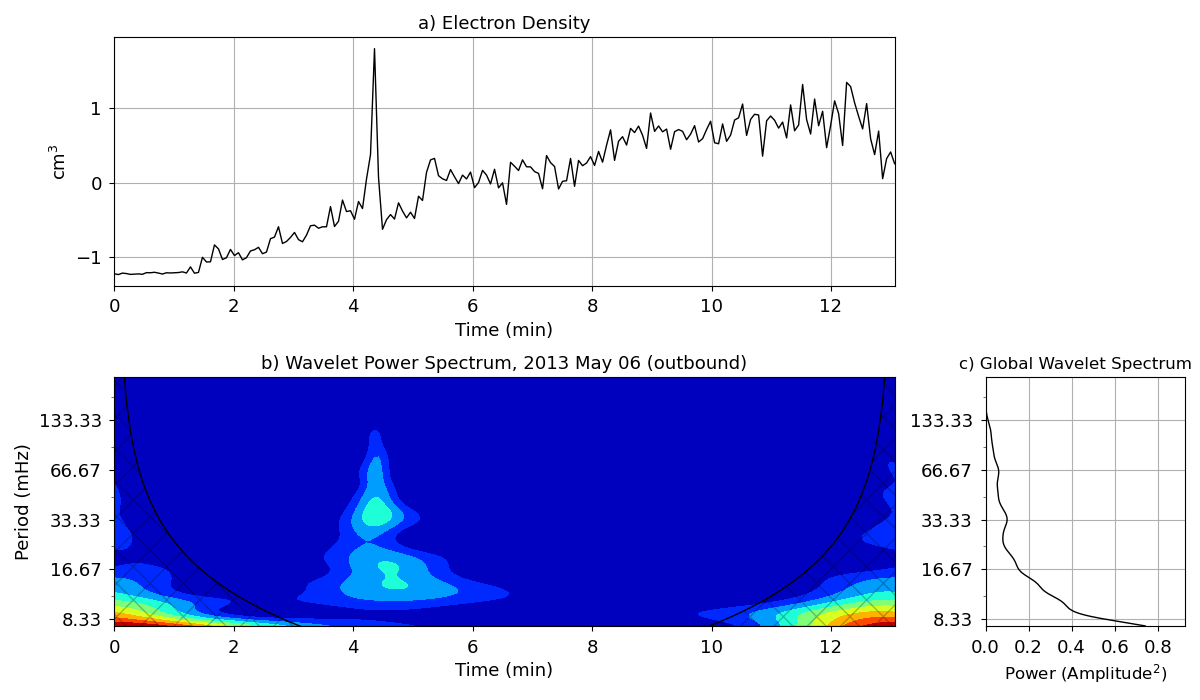 a) Electron Density
1
0
−1
cm³
0 2 4 6 8 10 12
Time (min)
b) Wavelet Power Spectrum, 2013 May 06 (outbound)
133.33
66.67
33.33
16.67
8.33
Period (mHz)
0 2 4 6 8 10 12
Time (min)
c) Global Wavelet Spectrum
133.33
66.67
33.33
16.67
8.33
0.0 0.2 0.4 0.6 0.8
Power (Amplitude²)